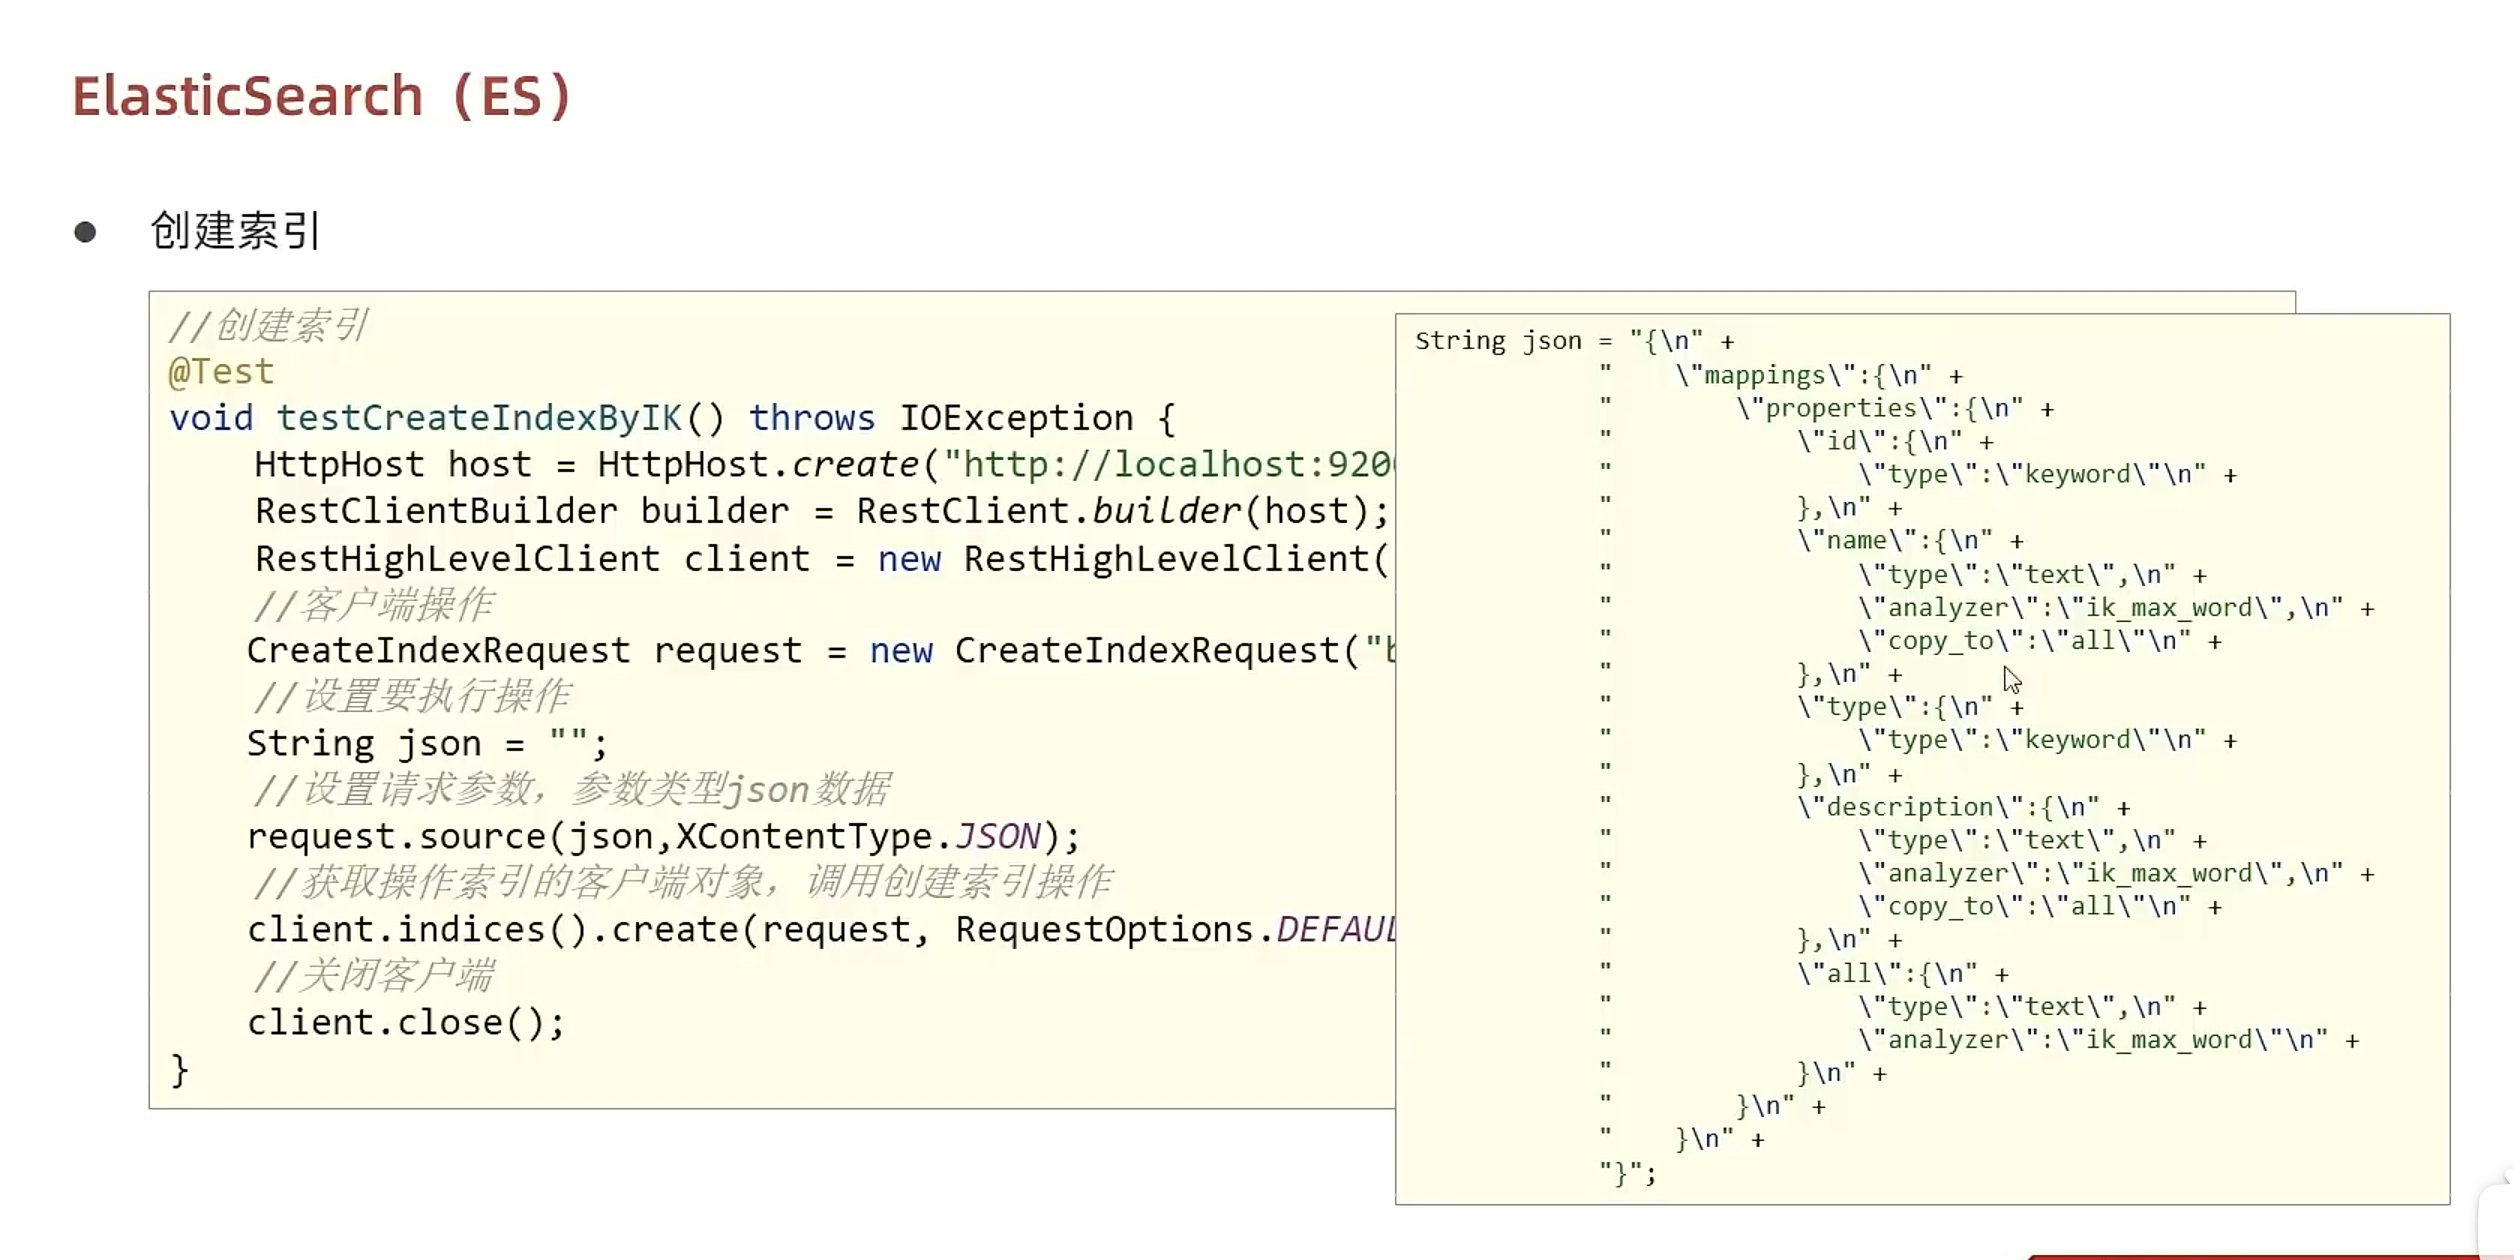 ElasticSearch（ES）
● 创建索引
//创建索引
@Test
void testCreateIndexByIK() throws IOException {
HttpHost host = HttpHost.create("http://localhost:920
RestClientBuilder builder = RestClient.builder(host);
RestHighLevelClient client = new RestHighLevelClient(
//客户端操作
CreateIndexRequest request = new CreateIndexRequest("b
//设置要执行操作
String json = "";
//设置请求参数，参数类型json数据
request.source(json,XContentType.JSON);
//获取操作索引的客户端对象，调用创建索引操作
client.indices().create(request, RequestOptions.DEFAUL
//关闭客户端
client.close();
}
String json = "{\n" +
"    \"mappings\":{\n" +
"        \"properties\":{\n" +
"            \"id\":{\n" +
"                \"type\":\"keyword\"\n" +
"            },\n" +
"            \"name\":{\n" +
"                \"type\":\"text\",\n" +
"                \"analyzer\":\"ik_max_word\",\n" +
"                \"copy_to\":\"all\"\n" +
"            },\n" +
"            \"type\":{\n" +
"                \"type\":\"keyword\"\n" +
"            },\n" +
"            \"description\":{\n" +
"                \"type\":\"text\",\n" +
"                \"analyzer\":\"ik_max_word\",\n" +
"                \"copy_to\":\"all\"\n" +
"            },\n" +
"            \"all\":{\n" +
"                \"type\":\"text\",\n" +
"                \"analyzer\":\"ik_max_word\"\n" +
"            }\n" +
"        }\n" +
"    }\n" +
"}";